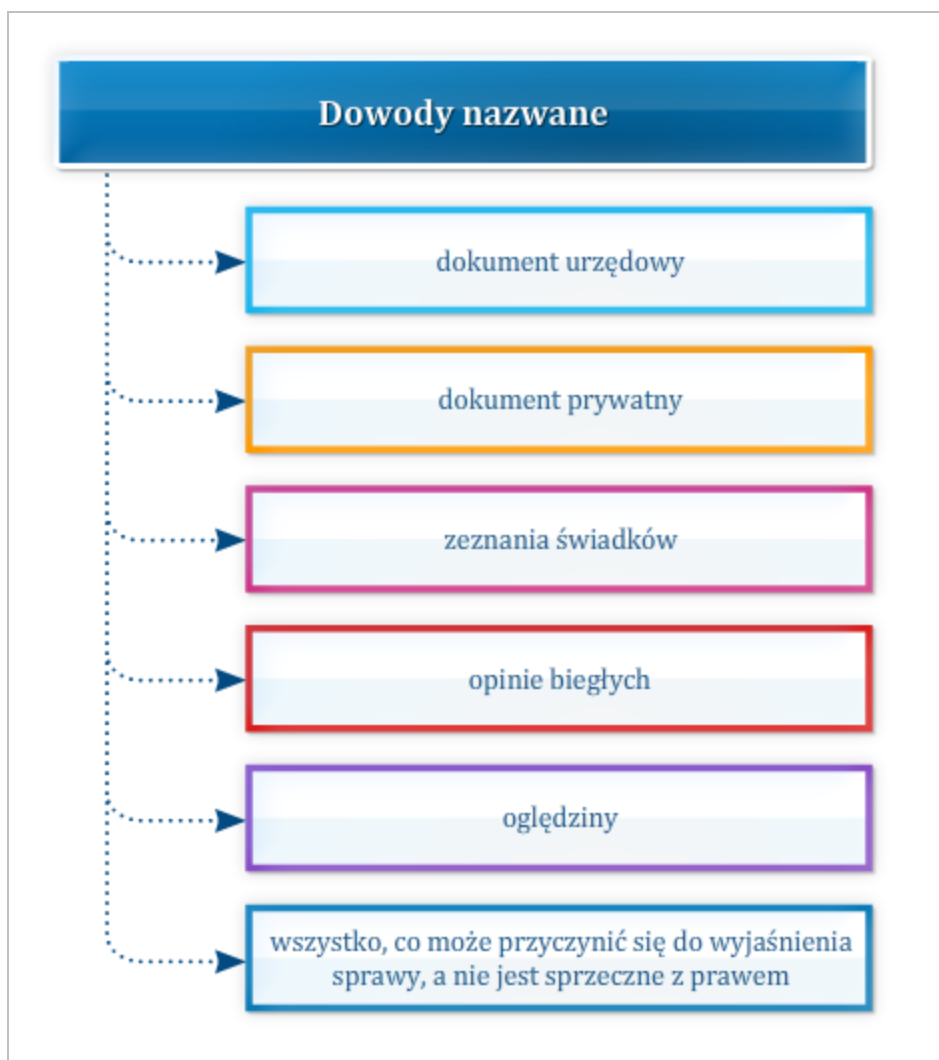 Dowody nazwane
dokument urzędowy
dokument prywatny
zeznania świadków
opinie biegłych
oględziny
wszystko, co może przyczynić się do wyjaśnienia
sprawy, a nie jest sprzeczne z prawem